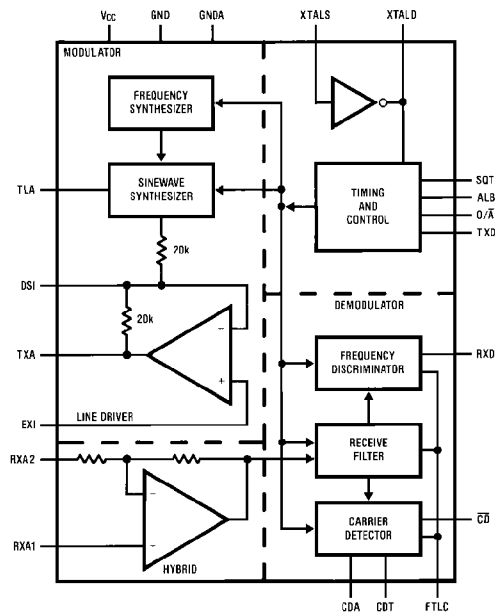 VCC GND GNDA XTALS XTALD
MODULATOR
FREQUENCY
SYNTHESIZER
TLA
SINEWAVE
SYNTHESIZER
TIMING
AND
CONTROL
SQT
ALB
O/A̅
TXD
20k
DSI
20k
DEMODULATOR
TXA
FREQUENCY
DISCRIMINATOR
RXD
EXI
LINE DRIVER
RXA2
RECEIVE
FILTER
CARRIER
DETECTOR
C̅D̅
RXA1
HYBRID
CDA CDT FTLC